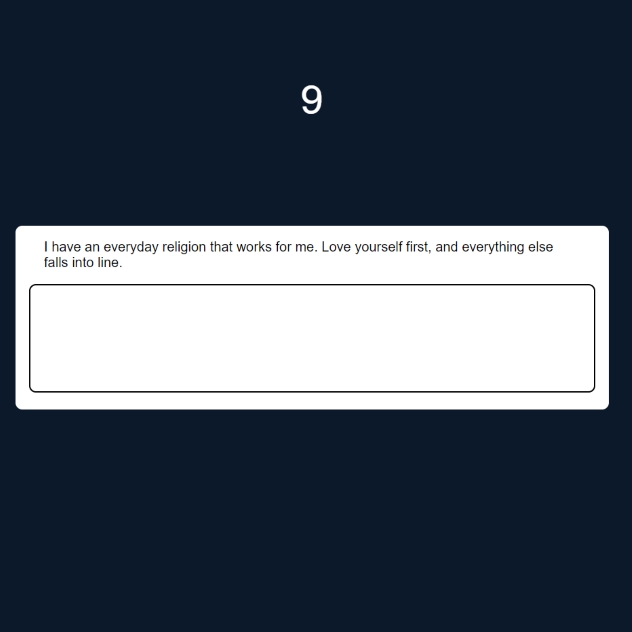 9
I have an everyday religion that works for me. Love yourself first, and everything else
falls into line.